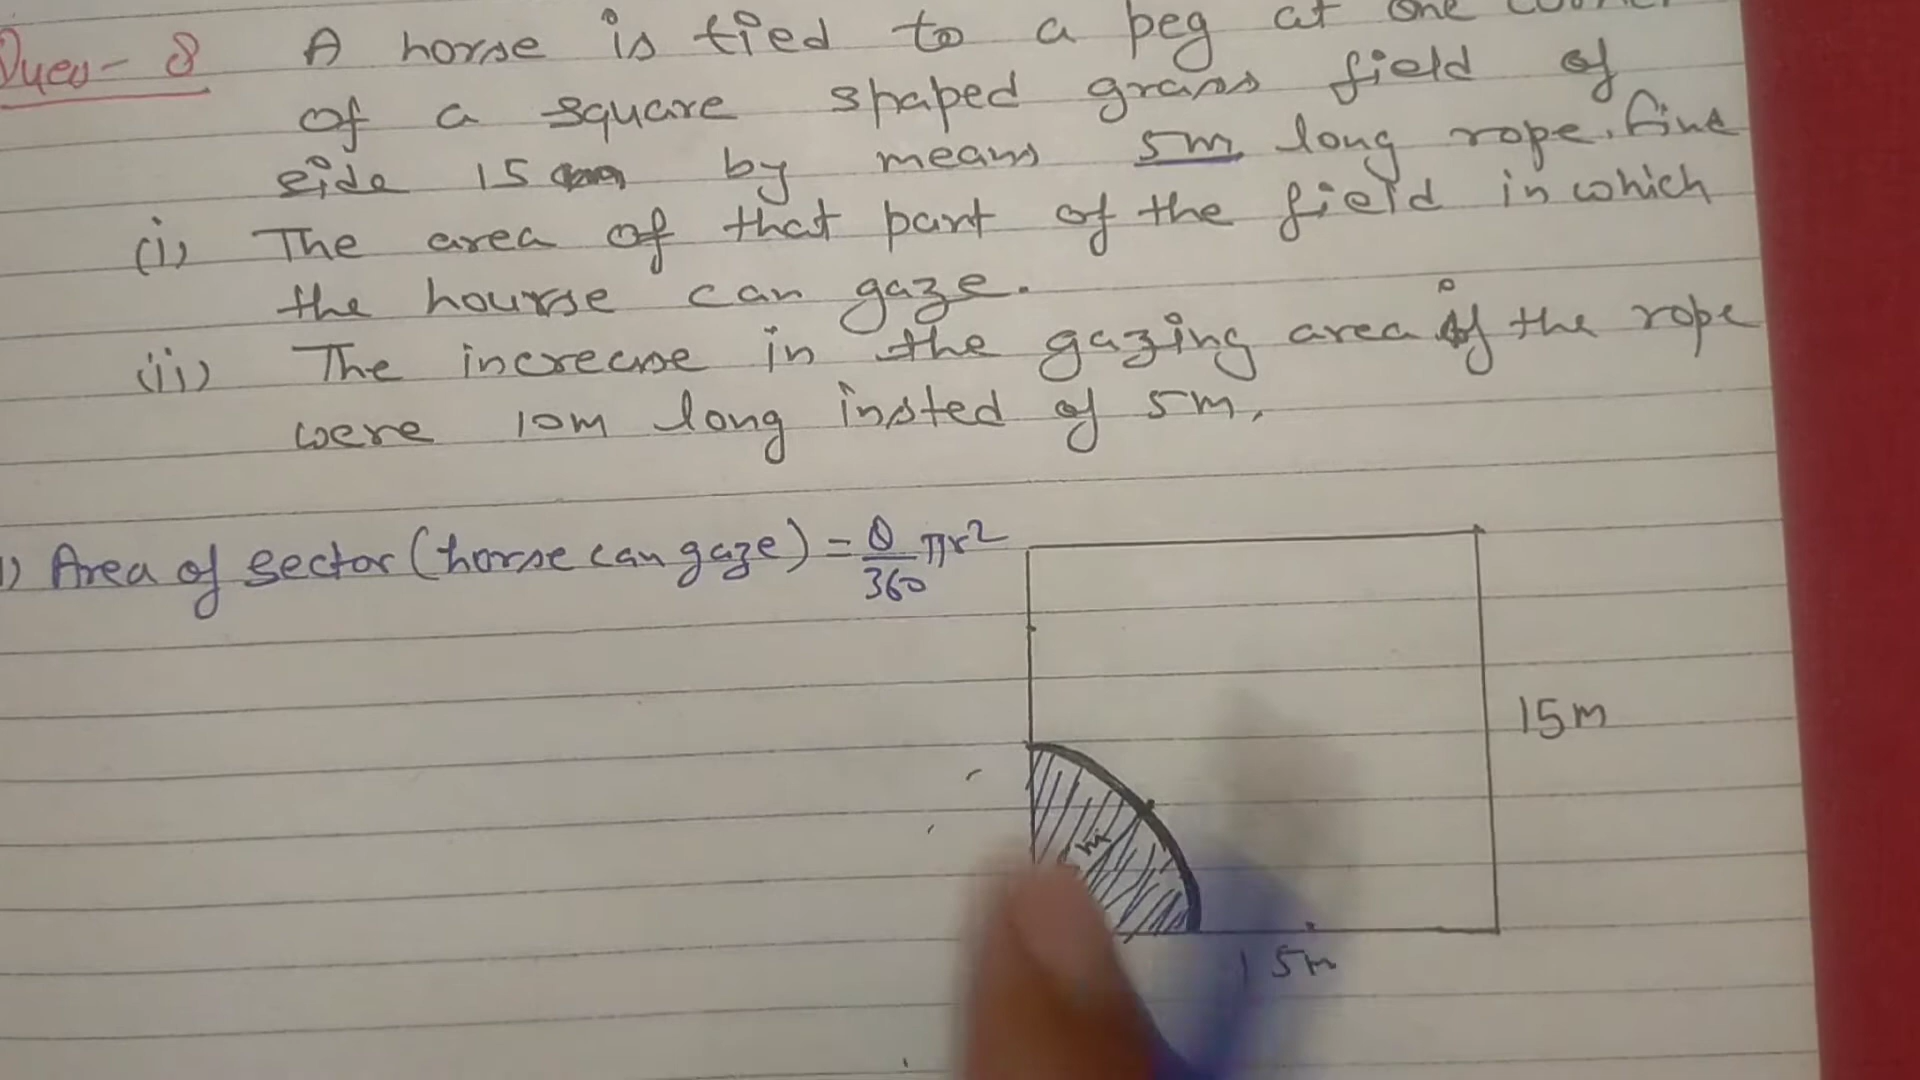 Ques- 8 A horse is tied to a peg at one corner
of a square shaped grass field of
side 15 by means 5m long rope. find
(i) The area of that part of the field in which
the hourse can gaze.
(ii) The increase in the gazing area if the rope
were 10m long insted of 5m.
1) Area of sector (horse can gaze) = θ/360 πr²
15m
m
15m